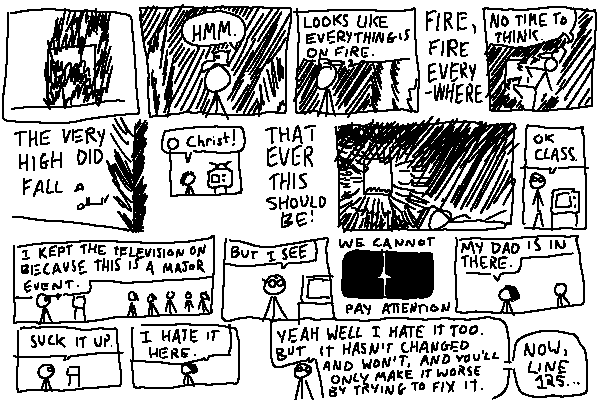 HMM.
LOOKS LIKE
EVERYTHING IS
ON FIRE.
FIRE,
FIRE
EVERY
-WHERE
NO TIME TO
THINK.
THE VERY
HIGH DID
FALL
Christ!
THAT
EVER
THIS
SHOULD
BE!
OK
CLASS.
I KEPT THE TELEVISION ON
BECAUSE THIS IS A MAJOR
EVENT.
BUT I SEE
WE CANNOT
PAY ATTENTION
MY DAD IS IN
THERE.
SUCK IT UP.
I HATE IT
HERE.
YEAH WELL I HATE IT TOO.
BUT IT HASN'T CHANGED
AND WON'T, AND YOU'LL
ONLY MAKE IT WORSE
BY TRYING TO FIX IT.
NOW,
LINE
125...